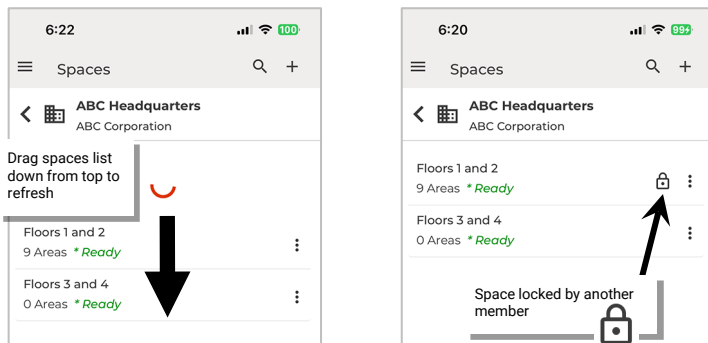 6:22
100
Spaces
ABC Headquarters
ABC Corporation
Drag spaces list
down from top to
refresh
Floors 1 and 2
9 Areas * Ready
Floors 3 and 4
0 Areas * Ready
6:20
99
Spaces
ABC Headquarters
ABC Corporation
Floors 1 and 2
9 Areas * Ready
Floors 3 and 4
0 Areas * Ready
Space locked by another
member